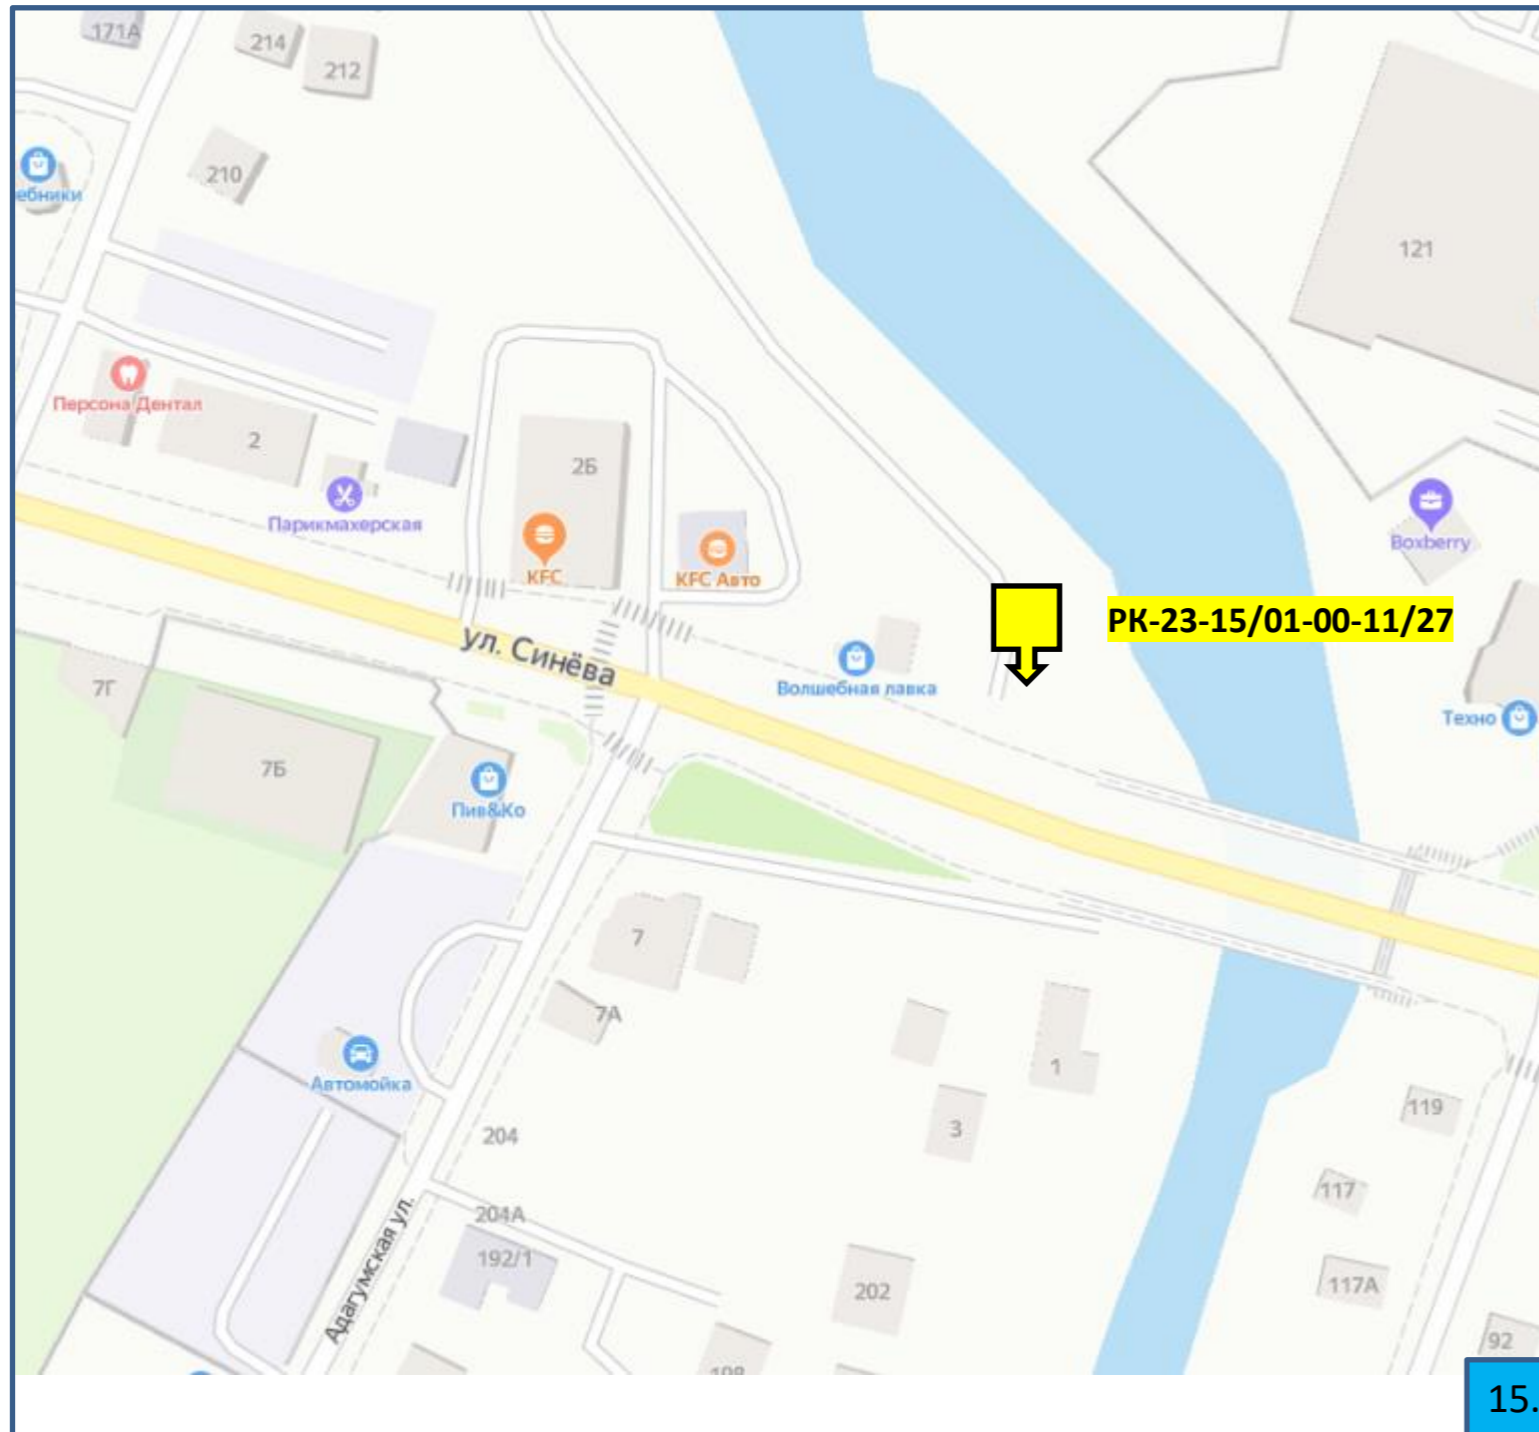 171А
214
212
210
ебники
121
Персона Дентал
2
2Б
Парикмахерская
KFC
KFC Авто
Boxberry
РК-23-15/01-00-11/27
ул. Синёва
Волшебная лавка
7Г
Техно
7Б
Пив&Ко
7
7А
1
Автомойка
3
119
204
117
204А
192/1
Адагумская ул.
202
117А
92
15.